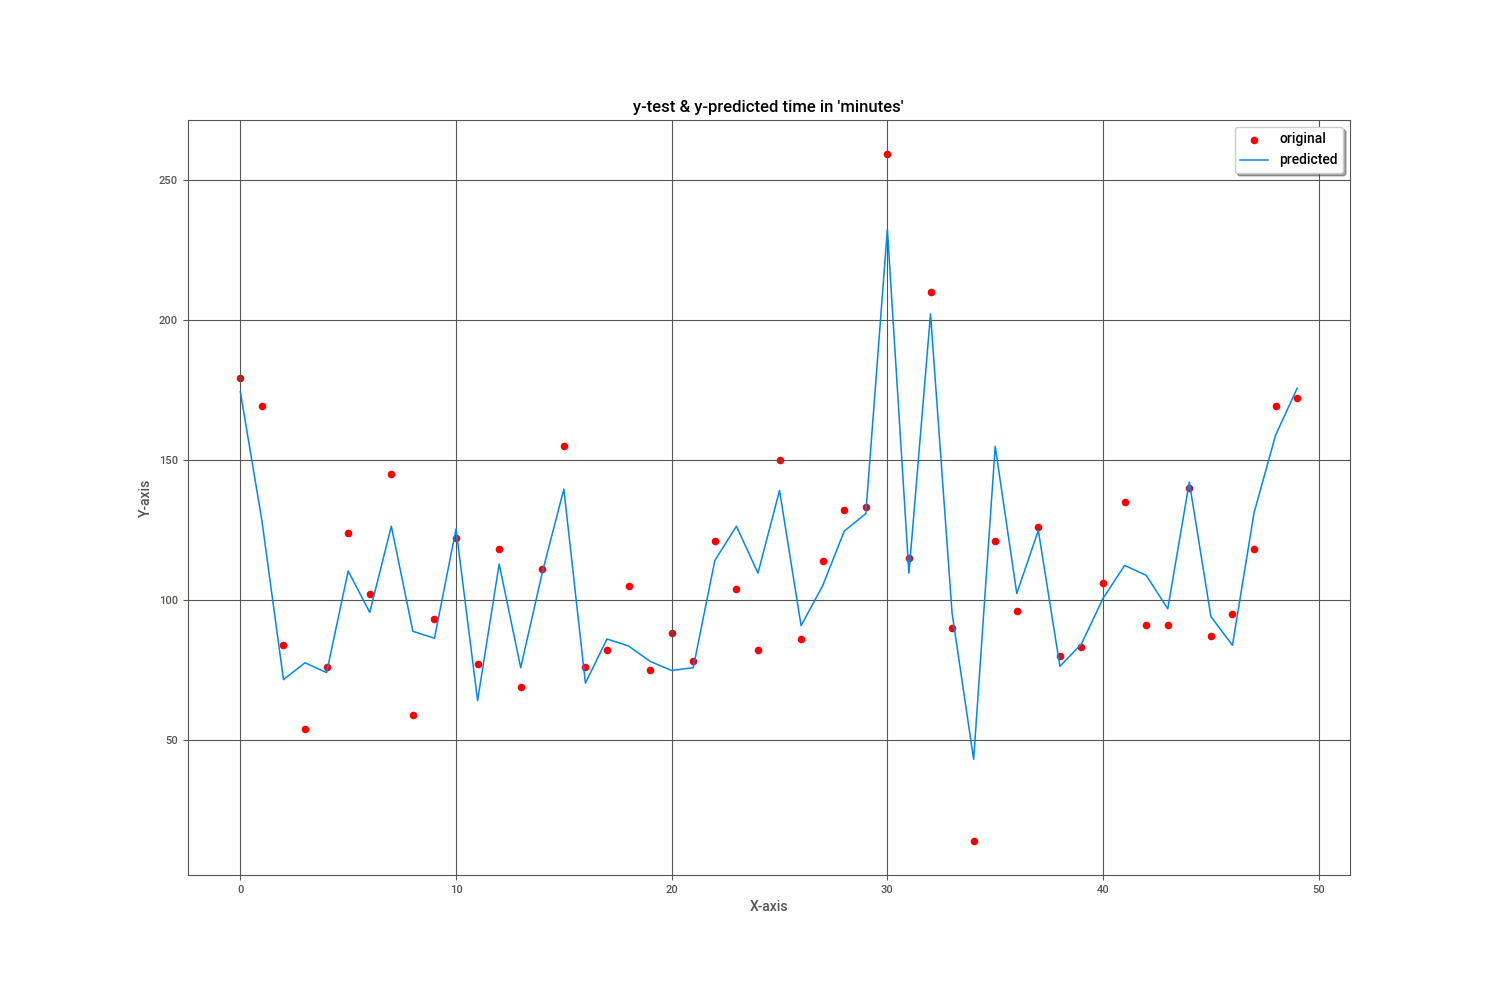 y-test & y-predicted time in 'minutes'
original
predicted
250
200
150
100
50
Y-axis
0 10 20 30 40 50
X-axis